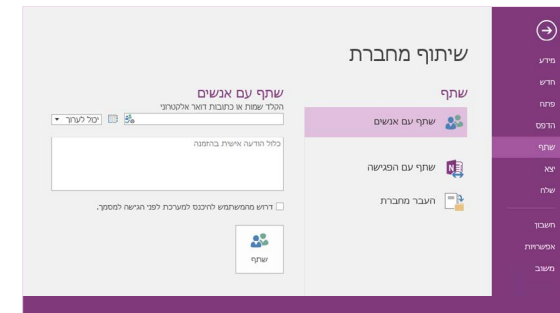 שיתוף מחברת
שתף
שתף עם אנשים
שתף עם הפגישה
העבר מחברת
שתף עם אנשים
הקלד שמות או כתובות דואר אלקטרוני
יכול לערוך
כלול הודעה אישית בהזמנה
דרוש מהמשתמש להיכנס למערכת לפני הגישה למסמך.
שתף
מידע
חדש
פתח
הדפס
שתף
יצא
שלח
חשבון
אפשרויות
משוב